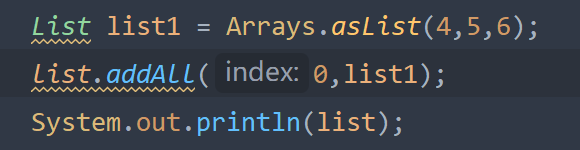 List list1 = Arrays.asList(4,5,6);
list.addAll( index: 0,list1);
System.out.println(list);